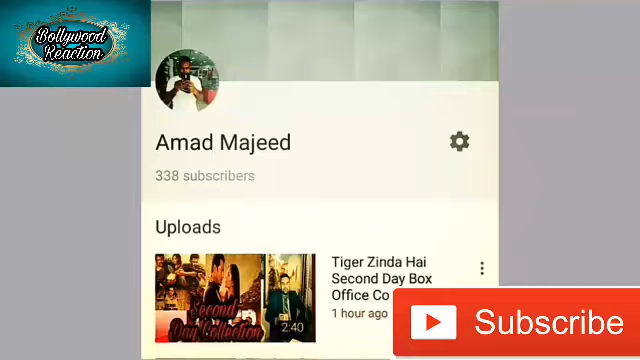 Bollywood
Reaction
Amad Majeed
338 subscribers
Uploads
Tiger Zinda Hai
Second Day Box
Office Co
1 hour ago
Second
Day Collection
2:40
Subscribe